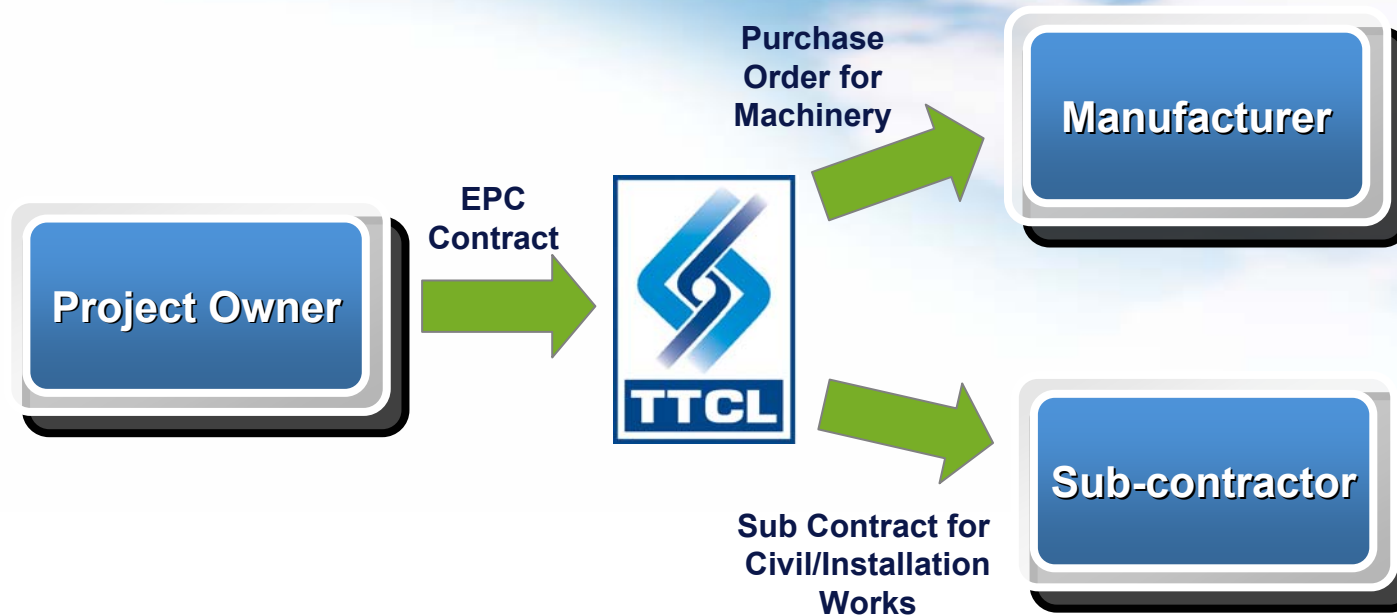 Project Owner
EPC
Contract
TTCL
Purchase
Order for
Machinery
Manufacturer
Sub Contract for
Civil/Installation
Works
Sub-contractor